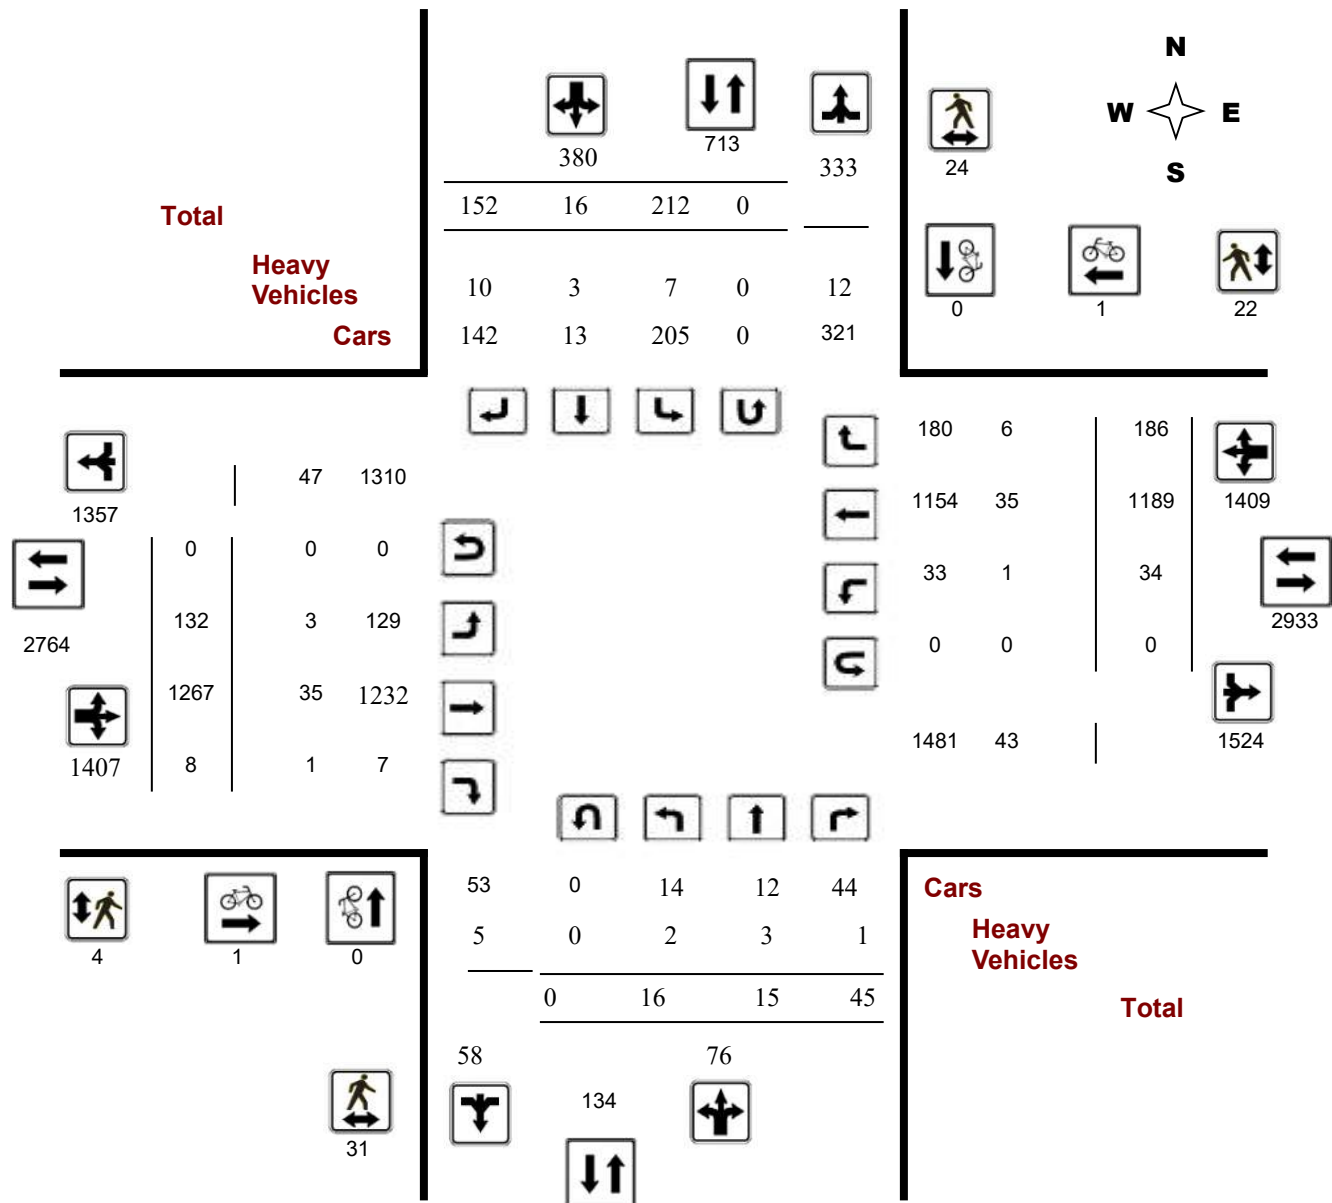 N
W E
S
380
713
333
24
Total
152 16 212 0
Heavy
Vehicles
10 3 7 0 12
Cars
142 13 205 0 321
0 1 22
180 6 186
47 1310
1357
1154 35 1189 1409
0 0 0
33 1 34
132 3 129
2764
2933
0 0 0
1267 35 1232
1407 8 1 7
1481 43 1524
53 0 14 12 44
Cars
5 0 2 3 1
Heavy
Vehicles
4 1 0
0 16 15 45
Total
58 76
134
31